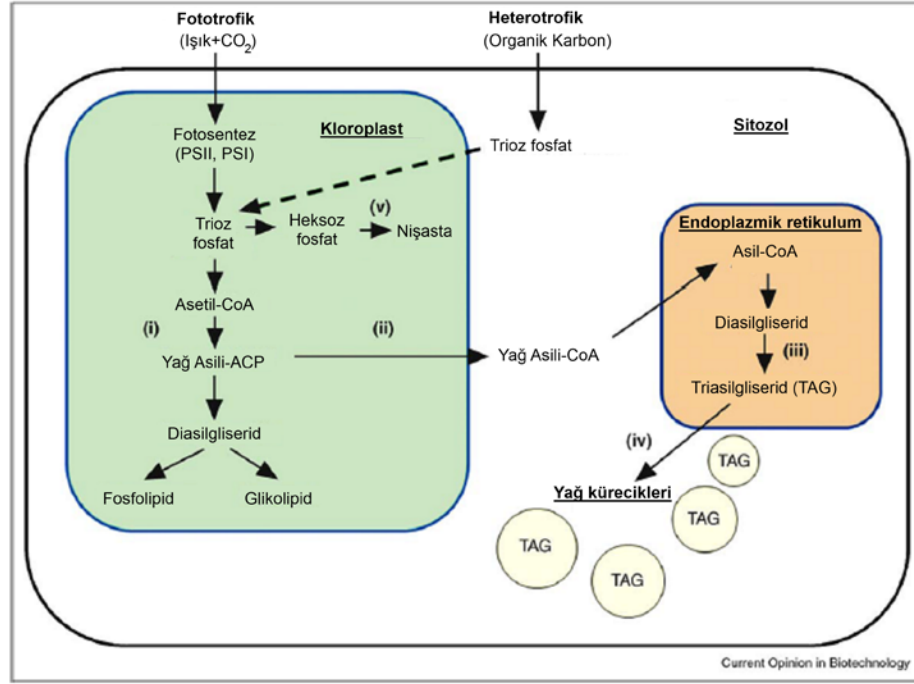 Fototrofik
(Işık+CO2)
Heterotrofik
(Organik Karbon)
Kloroplast
Sitozol
Fotosentez
(PSII, PSI)
Trioz fosfat
Trioz
fosfat
Heksoz
fosfat
(v)
Nişasta
Endoplazmik retikulum
Asil-CoA
Asetil-CoA
(i)
(ii)
Yağ Asili-ACP
Yağ Asili-CoA
Diasilgliserid
(iii)
Triasilgliserid (TAG)
Diasilgliserid
Fosfolipid
Glikolipid
(iv)
Yağ kürecikleri
TAG
TAG
TAG
TAG
Current Opinion in Biotechnology